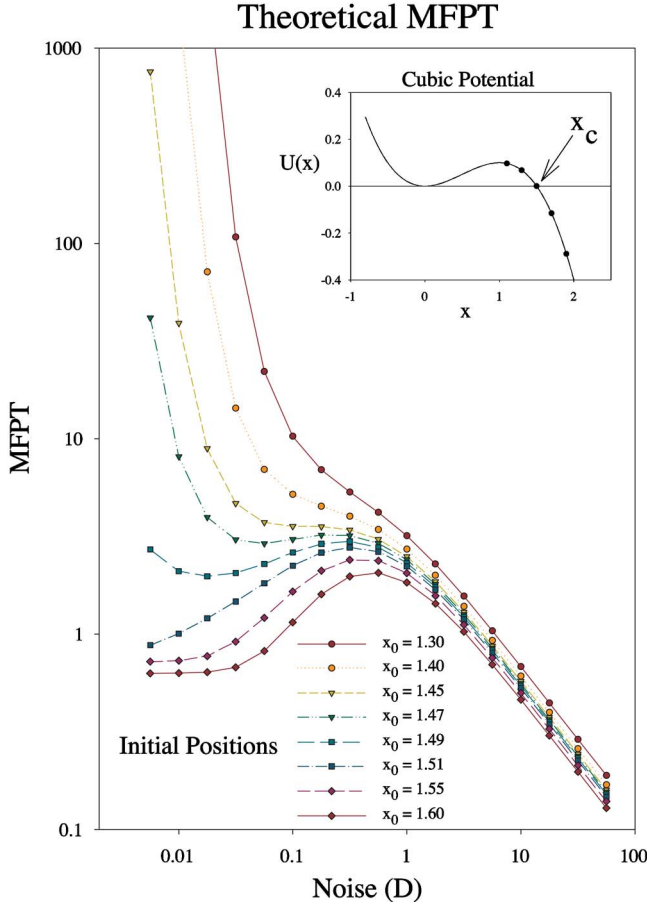 Theoretical MFPT
1000
100
10
1
0.1
MFPT
0.01
0.1
1
10
100
Noise (D)
Cubic Potential
0.4
0.2
0.0
-0.2
-0.4
U(x)
-1
0
1
2
x
x_c
Initial Positions
x_0 = 1.30
x_0 = 1.40
x_0 = 1.45
x_0 = 1.47
x_0 = 1.49
x_0 = 1.51
x_0 = 1.55
x_0 = 1.60